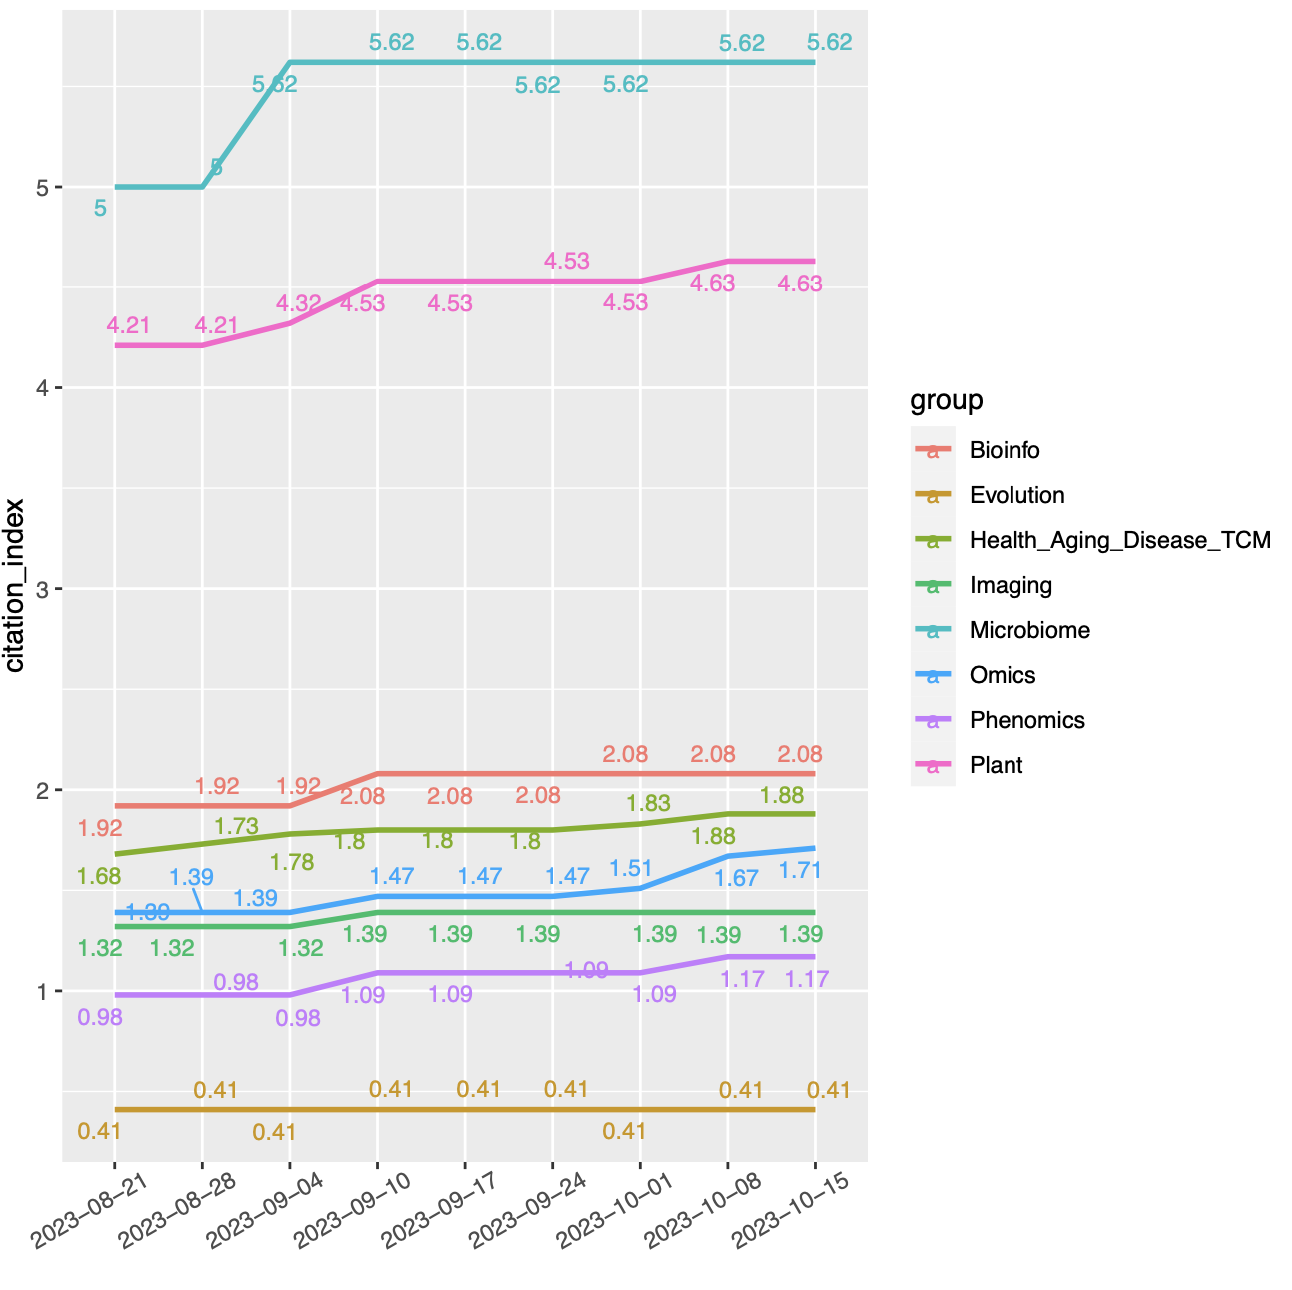 5.62 5.62 5.62 5.62
5.62 5.62 5.62
5
5
5
4.53
4.63 4.63
4.32 4.53 4.53 4.53
4.21 4.21
4
3
citation_index
2.08 2.08 2.08
1.92 1.92
2
2.08 2.08 2.08
1.88
1.83
1.92
1.73
1.8 1.8 1.8
1.88
1.78
1.68
1.39
1.47 1.47 1.47
1.51
1.67 1.71
1.39
1.39
1.39 1.39 1.39 1.39 1.39 1.39
1.32 1.32 1.32
1.09
0.98
1.17 1.17
1
1.09 1.09 1.09
0.98
0.98
0.41 0.41 0.41 0.41 0.41 0.41
0.41 0.41 0.41
2023-08-21
2023-08-28
2023-09-04
2023-09-10
2023-09-17
2023-09-24
2023-10-01
2023-10-08
2023-10-15
group
a Bioinfo
a Evolution
a Health_Aging_Disease_TCM
a Imaging
a Microbiome
a Omics
a Phenomics
a Plant